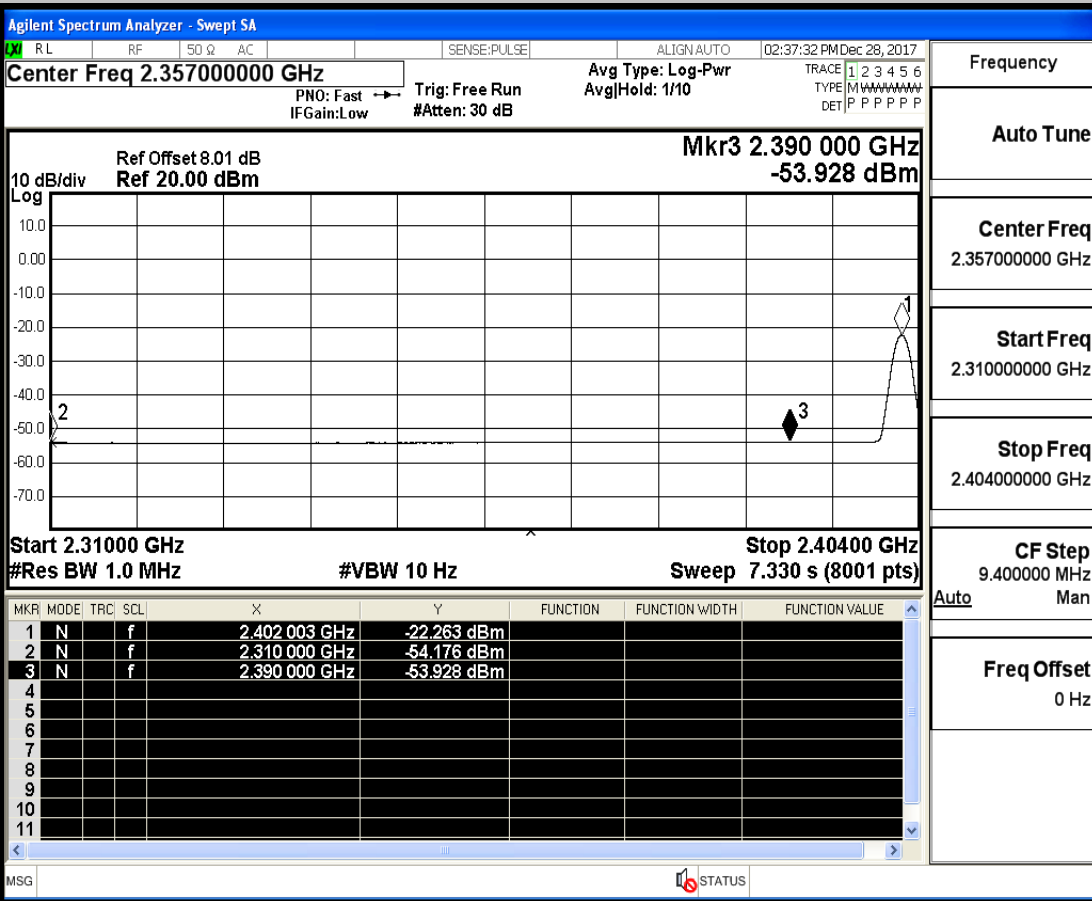 Agilent Spectrum Analyzer - Swept SA
LXI RL RF 50 Ω AC SENSE:PULSE ALIGN AUTO 02:37:32 PM Dec 28, 2017
Center Freq 2.357000000 GHz
PNO: Fast
IFGain:Low
Trig: Free Run
#Atten: 30 dB
Avg Type: Log-Pwr
Avg|Hold: 1/10
TRACE 1 2 3 4 5 6
TYPE M WWWWW
DET P P P P P P
Mkr3 2.390 000 GHz
-53.928 dBm
Ref Offset 8.01 dB
10 dB/div Ref 20.00 dBm
Log
10.0
0.00
-10.0
1
-20.0
-30.0
-40.0
2
3
-50.0
-60.0
-70.0
Start 2.31000 GHz Stop 2.40400 GHz
#Res BW 1.0 MHz #VBW 10 Hz Sweep 7.330 s (8001 pts)
MKR MODE TRC SCL X Y FUNCTION FUNCTION WIDTH FUNCTION VALUE
1 N f 2.402 003 GHz -22.263 dBm
2 N f 2.310 000 GHz -54.176 dBm
3 N f 2.390 000 GHz -53.928 dBm
4
5
6
7
8
9
10
11
MSG STATUS
Frequency
Auto Tune
Center Freq
2.357000000 GHz
Start Freq
2.310000000 GHz
Stop Freq
2.404000000 GHz
CF Step
9.400000 MHz
Auto Man
Freq Offset
0 Hz